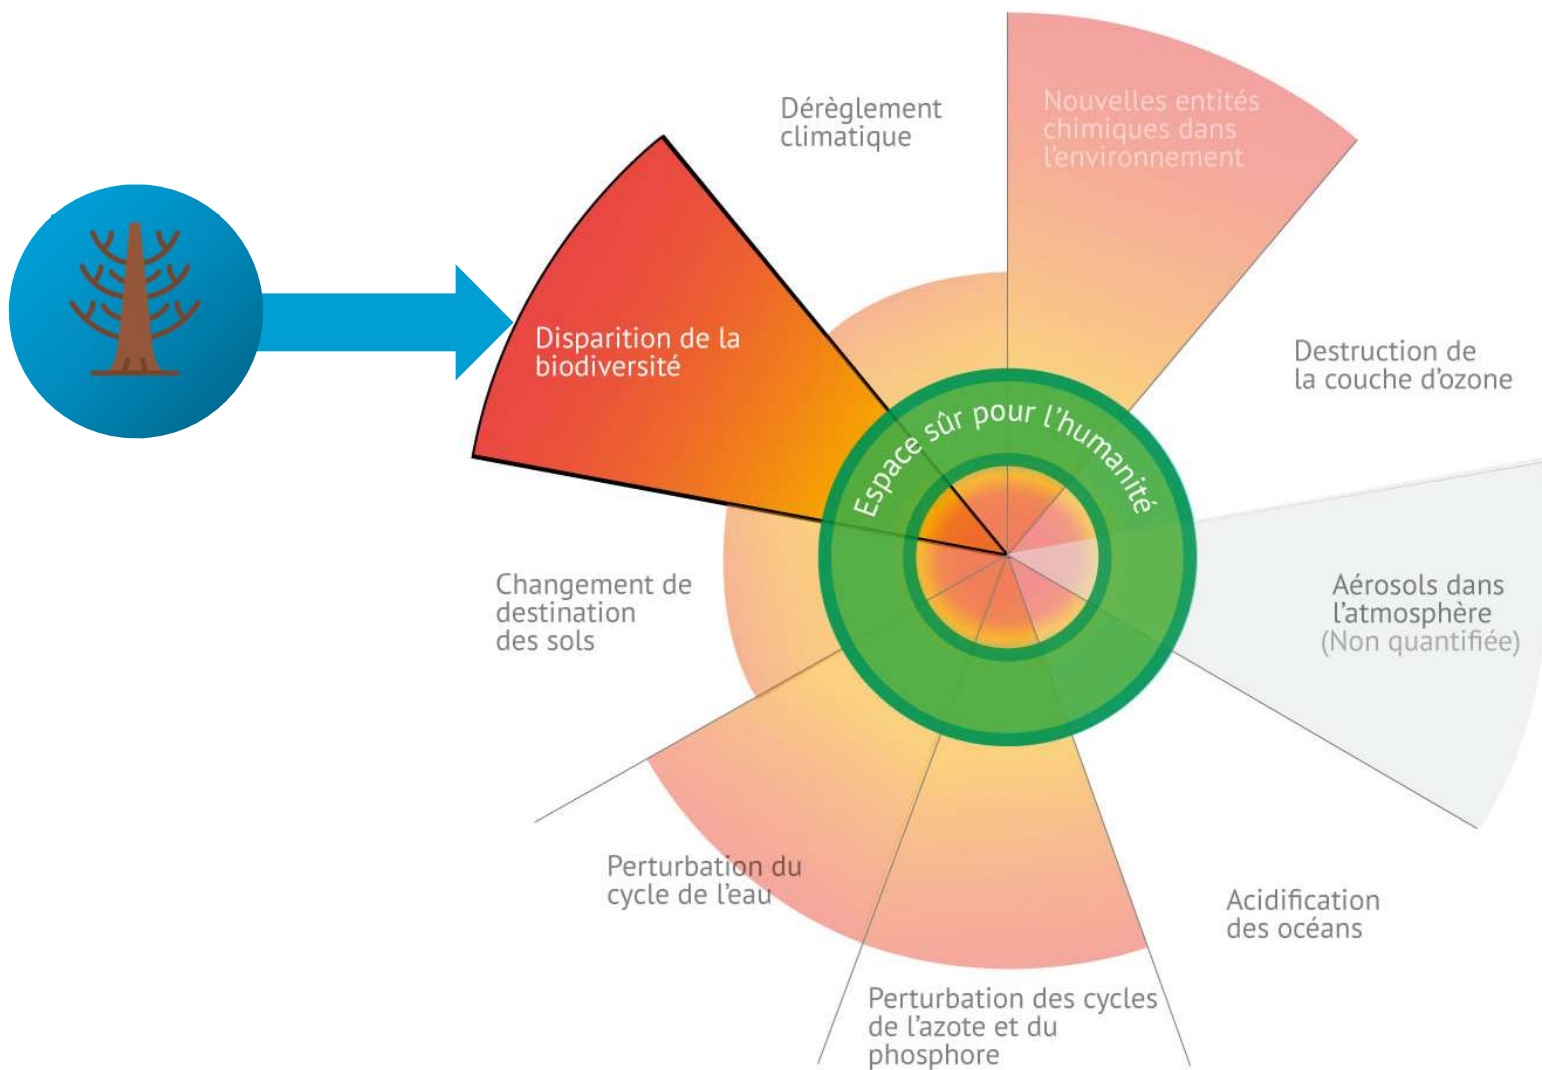 Dérèglement
climatique
Nouvelles entités
chimiques dans
l'environnement
Disparition de la
biodiversité
Destruction de
la couche d'ozone
Espace sûr pour l'humanité
Changement de
destination
des sols
Aérosols dans
l'atmosphère
(Non quantifiée)
Perturbation du
cycle de l'eau
Acidification
des océans
Perturbation des cycles
de l'azote et du
phosphore